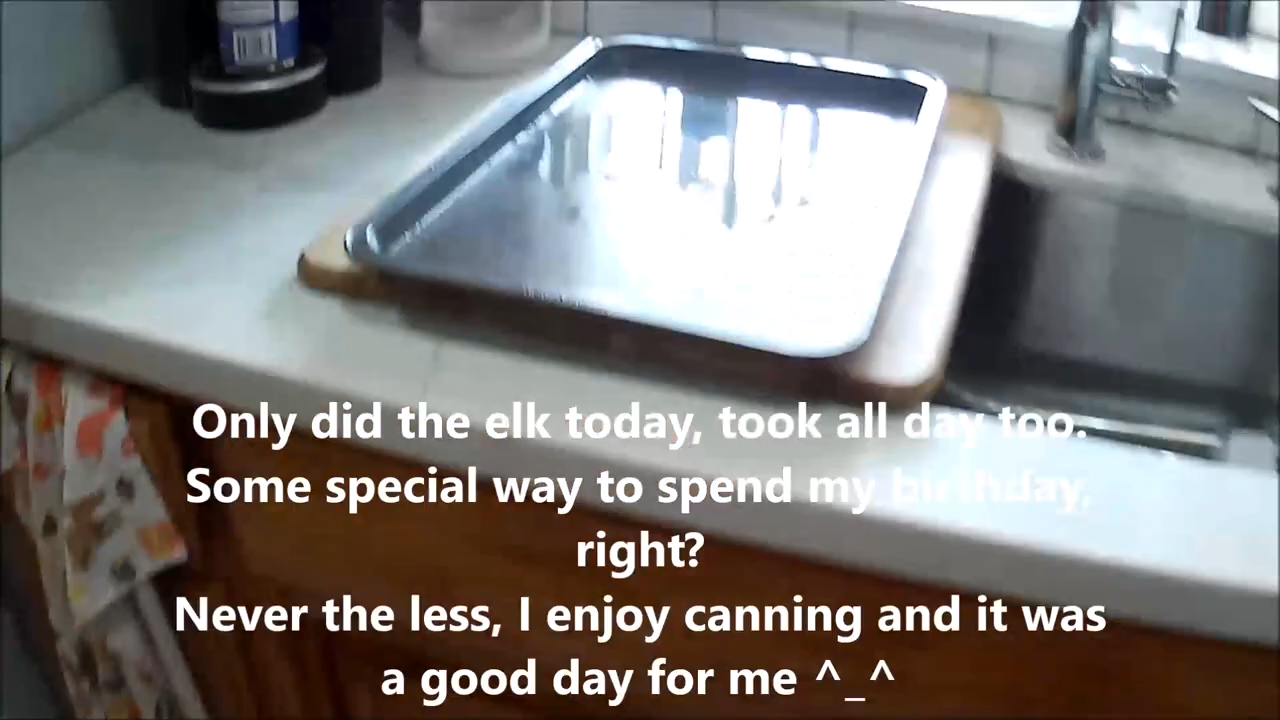 Only did the elk today, took all day too.
Some special way to spend my birthday,
right?
Never the less, I enjoy canning and it was
a good day for me ^_^